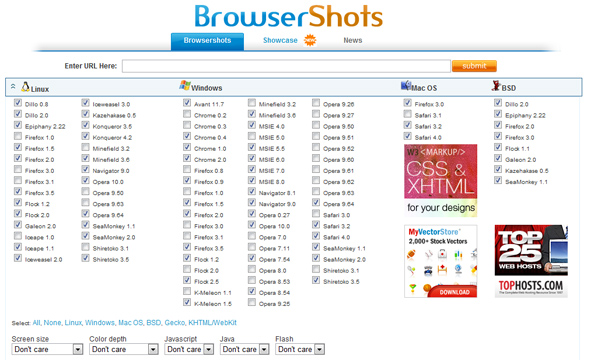 BrowserShots
Browsershots
Showcase
NEW
News
Enter URL Here:
submit
Linux
Dillo 0.8
Dillo 2.0
Epiphany 2.22
Firefox 1.0
Firefox 1.5
Firefox 2.0
Firefox 3.0
Firefox 3.1
Firefox 3.5
Flock 1.2
Flock 2.0
Galeon 2.0
Iceape 1.0
Iceape 1.1
Iceweasel 2.0
Iceweasel 3.0
Kazehakase 0.5
Konqueror 3.5
Konqueror 4.2
Minefield 3.2
Minefield 3.6
Navigator 9.0
Opera 10.0
Opera 9.50
Opera 9.63
Opera 9.64
SeaMonkey 1.1
SeaMonkey 2.0
Shiretoko 3.1
Shiretoko 3.5
Windows
Avant 11.7
Chrome 0.2
Chrome 0.3
Chrome 0.4
Chrome 1.0
Chrome 2.0
Firefox 0.8
Firefox 0.9
Firefox 1.0
Firefox 1.5
Firefox 2.0
Firefox 3.0
Firefox 3.1
Firefox 3.5
Flock 1.2
Flock 2.0
Flock 2.5
K-Meleon 1.1
K-Meleon 1.5
Minefield 3.2
Minefield 3.6
MSIE 4.0
MSIE 5.0
MSIE 5.5
MSIE 6.0
MSIE 7.0
MSIE 8.0
Navigator 8.1
Navigator 9.0
Opera 0.27
Opera 10.0
Opera 7.0
Opera 7.11
Opera 7.54
Opera 8.0
Opera 8.53
Opera 8.54
Opera 9.25
Opera 9.26
Opera 9.27
Opera 9.50
Opera 9.51
Opera 9.52
Opera 9.60
Opera 9.61
Opera 9.62
Opera 9.63
Opera 9.64
Safari 3.0
Safari 3.2
Safari 4.0
SeaMonkey 1.1
SeaMonkey 2.0
Shiretoko 3.1
Shiretoko 3.5
Mac OS
Firefox 3.0
Safari 3.1
Safari 3.2
Safari 4.0
BSD
Dillo 2.0
Epiphany 2.22
Firefox 2.0
Firefox 3.0
Flock 1.1
Galeon 2.0
Kazehakase 0.5
SeaMonkey 1.1
W3 <MARKUP/>
CSS &
XHTML
for your designs
MyVectorStore
2,000+ Stock Vectors
DOWNLOAD
TOP
25
WEB HOSTS
TOPHOSTS.COM
Select: All, None, Linux, Windows, Mac OS, BSD, Gecko, KHTML/WebKit
Screen size Color depth Javascript Java Flash
Don't care Don't care Don't care Don't care Don't care